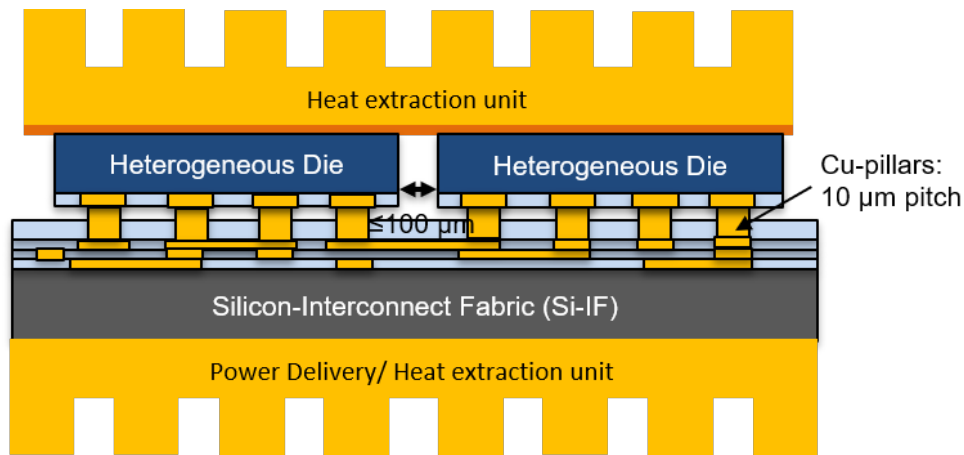 Heat extraction unit
Heterogeneous Die
Heterogeneous Die
Cu-pillars:
10 µm pitch
≤100 µm
Silicon-Interconnect Fabric (Si-IF)
Power Delivery/ Heat extraction unit